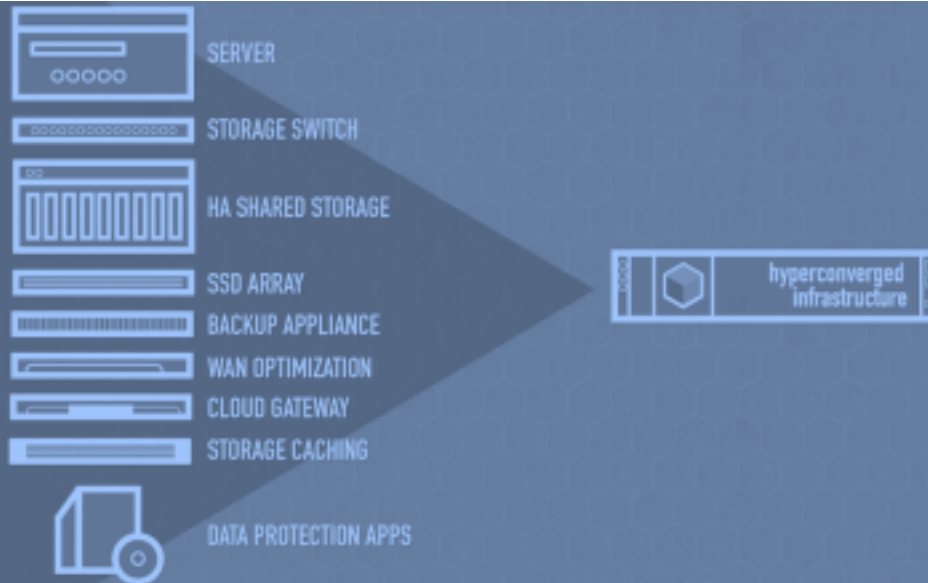 SERVER
STORAGE SWITCH
HA SHARED STORAGE
SSD ARRAY
BACKUP APPLIANCE
WAN OPTIMIZATION
CLOUD GATEWAY
STORAGE CACHING
DATA PROTECTION APPS
hyperconverged
infrastructure